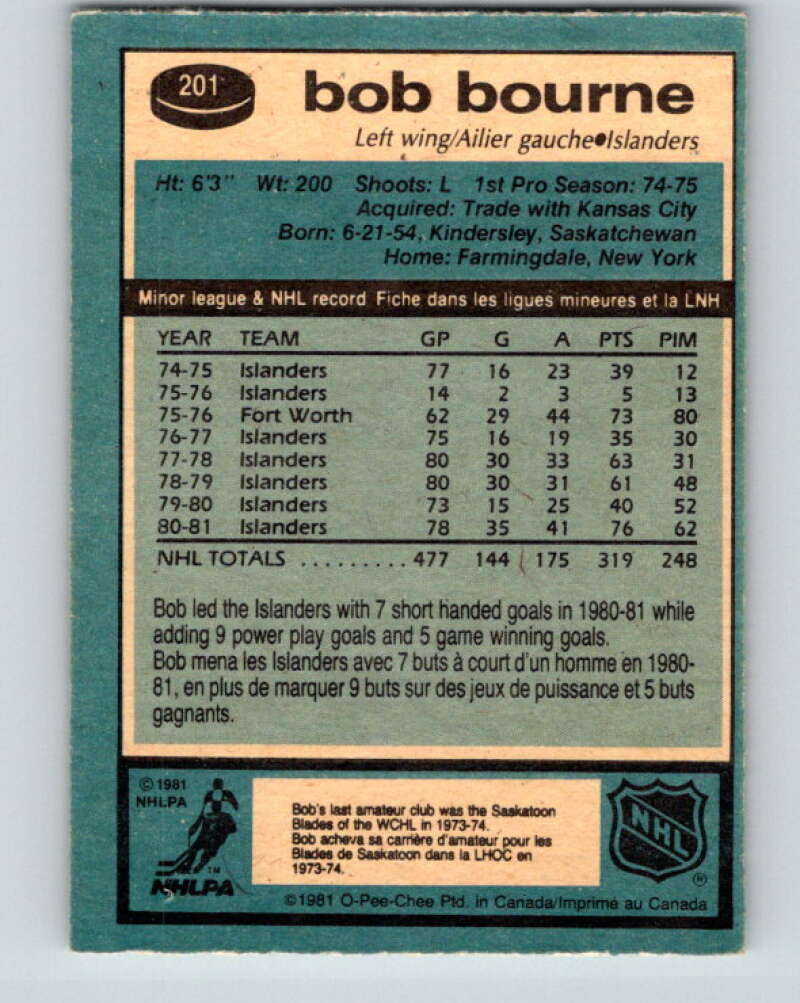 201
bob bourne
Left wing/Ailier gauche•Islanders
Ht: 6'3" Wt: 200 Shoots: L 1st Pro Season: 74-75
Acquired: Trade with Kansas City
Born: 6-21-54, Kindersley, Saskatchewan
Home: Farmingdale, New York
Minor league & NHL record Fiche dans les ligues mineures et la LNH
YEAR TEAM GP G A PTS PIM
74-75 Islanders 77 16 23 39 12
75-76 Islanders 14 2 3 5 13
75-76 Fort Worth 62 29 44 73 80
76-77 Islanders 75 16 19 35 30
77-78 Islanders 80 30 33 63 31
78-79 Islanders 80 30 31 61 48
79-80 Islanders 73 15 25 40 52
80-81 Islanders 78 35 41 76 62
NHL TOTALS ......... 477 144 175 319 248
Bob led the Islanders with 7 short handed goals in 1980-81 while
adding 9 power play goals and 5 game winning goals.
Bob mena les Islanders avec 7 buts à court d'un homme en 1980-
81, en plus de marquer 9 buts sur des jeux de puissance et 5 buts
gagnants.
© 1981
NHLPA
TM
NHLPA
Bob's last amateur club was the Saskatoon
Blades of the WCHL in 1973-74.
Bob acheva sa carrière d'amateur pour les
Blades de Saskatoon dans la LHOC en
1973-74.
NHL
®
©1981 O-Pee-Chee Ptd. in Canada/Imprimé au Canada